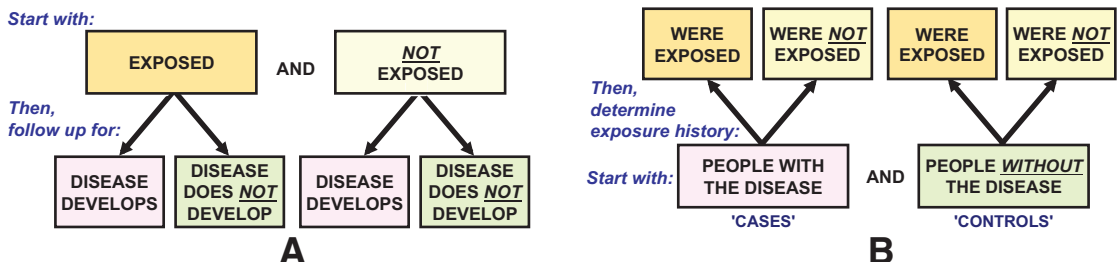 Start with:
EXPOSED
AND
NOT
EXPOSED
Then,
follow up for:
DISEASE
DEVELOPS
DISEASE
DOES NOT
DEVELOP
DISEASE
DEVELOPS
DISEASE
DOES NOT
DEVELOP
A
WERE
EXPOSED
WERE NOT
EXPOSED
WERE
EXPOSED
WERE NOT
EXPOSED
Then,
determine
exposure history:
Start with:
PEOPLE WITH
THE DISEASE
AND
PEOPLE WITHOUT
THE DISEASE
'CASES'
'CONTROLS'
B